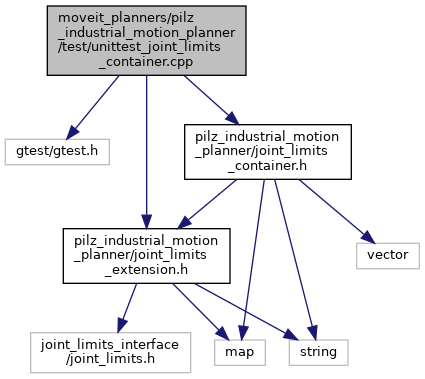 moveit_planners/pilz
_industrial_motion_planner
/test/unittest_joint_limits
_container.cpp
gtest/gtest.h
pilz_industrial_motion
_planner/joint_limits
_container.h
pilz_industrial_motion
_planner/joint_limits
_extension.h
vector
joint_limits_interface
/joint_limits.h
map
string